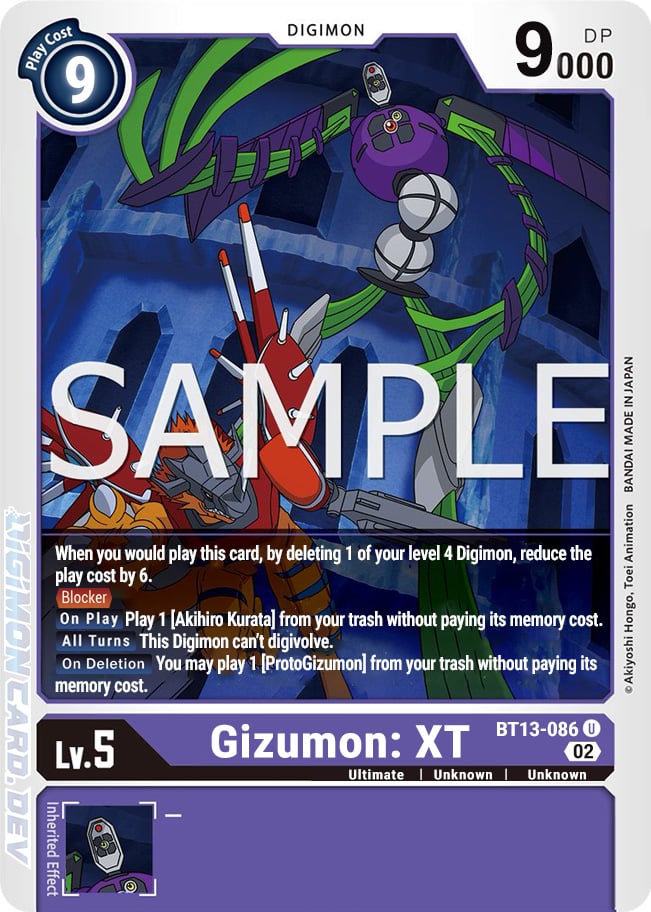 DIGIMON
Play Cost
9
9000
DP
SAMPLE
When you would play this card, by deleting 1 of your level 4 Digimon, reduce the
play cost by 6.
Blocker
On Play Play 1 [Akihiro Kurata] from your trash without paying its memory cost.
All Turns This Digimon can't digivolve.
On Deletion You may play 1 [ProtoGizumon] from your trash without paying its
memory cost.
© Akiyoshi Hongo, Toei Animation BANDAI MADE IN JAPAN
DIGIMON CARD.DEV
Lv.5
Gizumon: XT
BT13-086 U
02
Ultimate | Unknown | Unknown
Inherited Effect
—